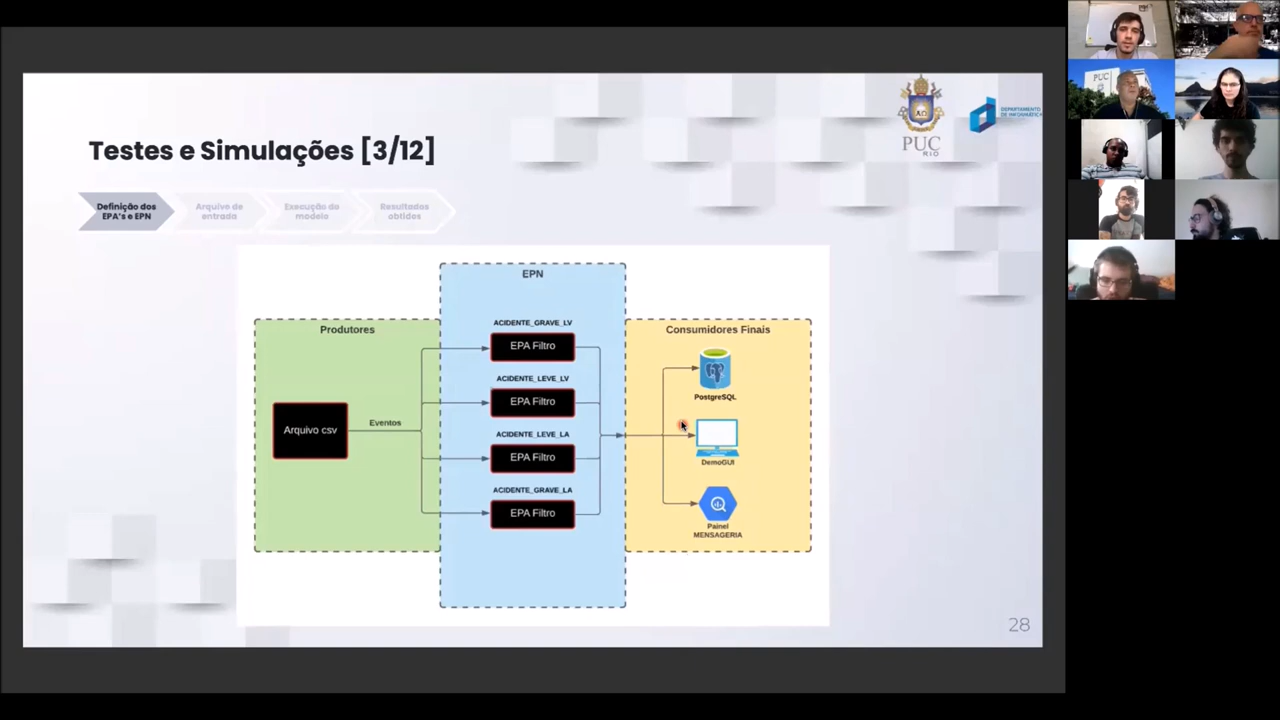 Testes e Simulações [3/12]
PUC
RIO
DEPARTAMENTO
DE INFORMÁTICA
Definição dos
EPA's e EPN
Arquivo de
entrada
Execução do
modelo
Resultados
obtidos
Produtores
Arquivo csv
Eventos
EPN
ACIDENTE_GRAVE_LV
EPA Filtro
ACIDENTE_LEVE_LV
EPA Filtro
ACIDENTE_LEVE_LA
EPA Filtro
ACIDENTE_GRAVE_LA
EPA Filtro
Consumidores Finais
PostgreSQL
DemoGUI
Painel
MENSAGERIA
28
PUC